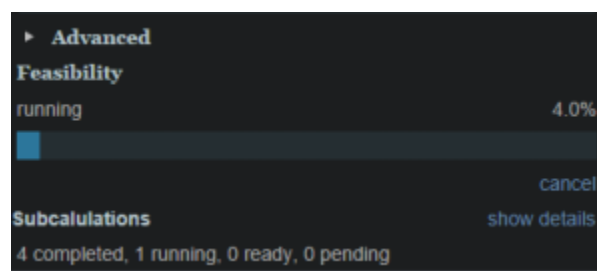 Advanced
Feasibility
running 4.0%
cancel
Subcalulations show details
4 completed, 1 running, 0 ready, 0 pending